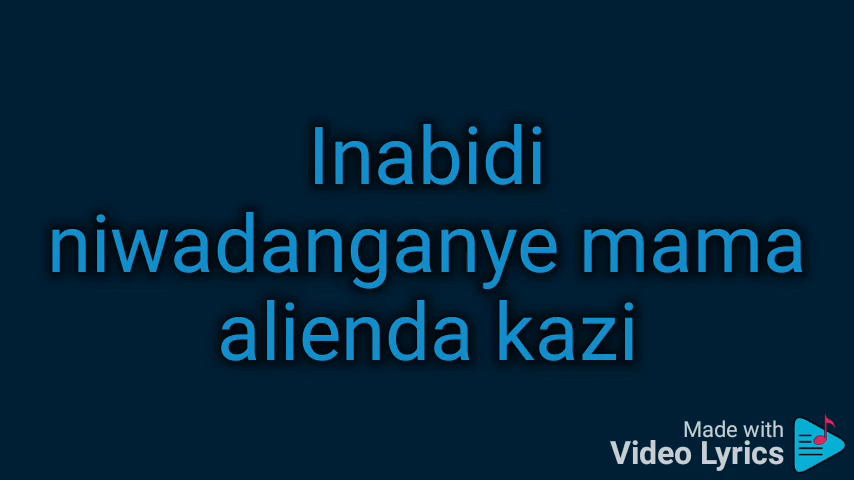 Inabidi
niwadanganye mama
alienda kazi
Made with
Video Lyrics